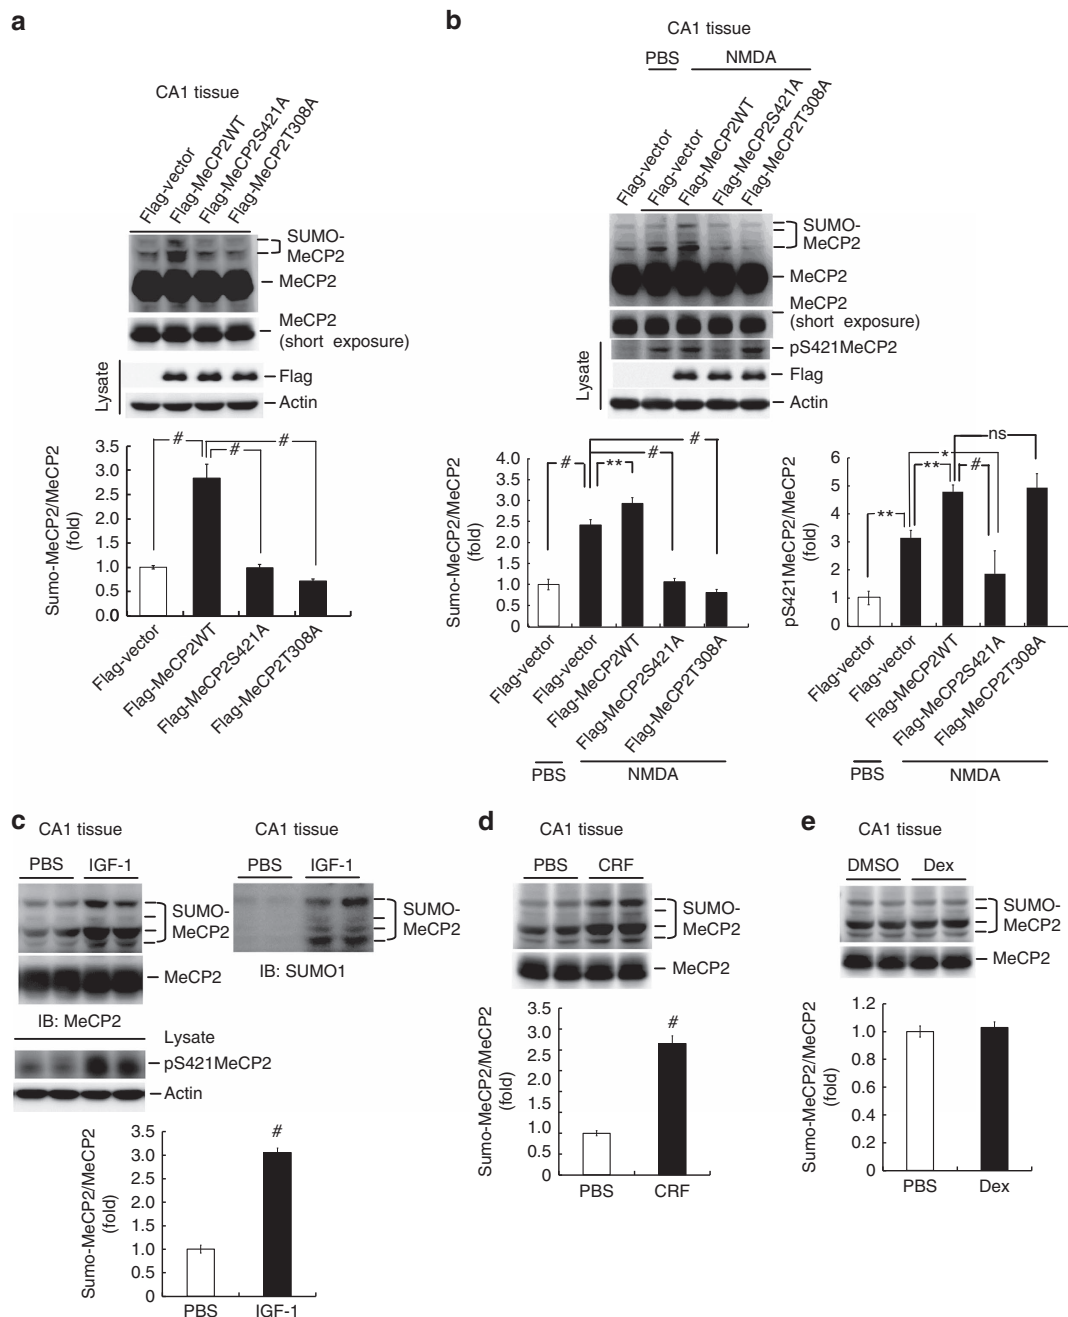 a
CA1 tissue
Flag-vector
Flag-MeCP2WT
Flag-MeCP2S421A
Flag-MeCP2T308A
SUMO-
MeCP2
MeCP2
MeCP2
(short exposure)
Lysate
Flag
Actin
Sumo-MeCP2/MeCP2
(fold)
3.5
3.0
2.5
2.0
1.5
1.0
0.5
0.0
#
#
#
Flag-vector
Flag-MeCP2WT
Flag-MeCP2S421A
Flag-MeCP2T308A
b
CA1 tissue
PBS
NMDA
Flag-vector
Flag-vector
Flag-MeCP2WT
Flag-MeCP2S421A
Flag-MeCP2T308A
SUMO-
MeCP2
MeCP2
MeCP2
(short exposure)
Lysate
pS421MeCP2
Flag
Actin
Sumo-MeCP2/MeCP2
(fold)
4.0
3.5
3.0
2.5
2.0
1.5
1.0
0.5
0
#
**
#
#
Flag-vector
Flag-vector
Flag-MeCP2WT
Flag-MeCP2S421A
Flag-MeCP2T308A
PBS
NMDA
pS421MeCP2/MeCP2
(fold)
6
5
4
3
2
1
0
**
**
*
#
ns
Flag-vector
Flag-vector
Flag-MeCP2WT
Flag-MeCP2S421A
Flag-MeCP2T308A
PBS
NMDA
c
CA1 tissue
PBS IGF-1
SUMO-
MeCP2
MeCP2
IB: MeCP2
Lysate
pS421MeCP2
Actin
CA1 tissue
PBS IGF-1
SUMO-
MeCP2
IB: SUMO1
Sumo-MeCP2/MeCP2
(fold)
3.5
3.0
2.5
2.0
1.5
1.0
0.5
0
#
PBS IGF-1
d
CA1 tissue
PBS CRF
SUMO-
MeCP2
MeCP2
Sumo-MeCP2/MeCP2
(fold)
3.5
3.0
2.5
2.0
1.5
1.0
0.5
0
#
PBS CRF
e
CA1 tissue
DMSO Dex
SUMO-
MeCP2
MeCP2
Sumo-MeCP2/MeCP2
(fold)
1.2
1.0
0.8
0.6
0.4
0.2
0
PBS Dex